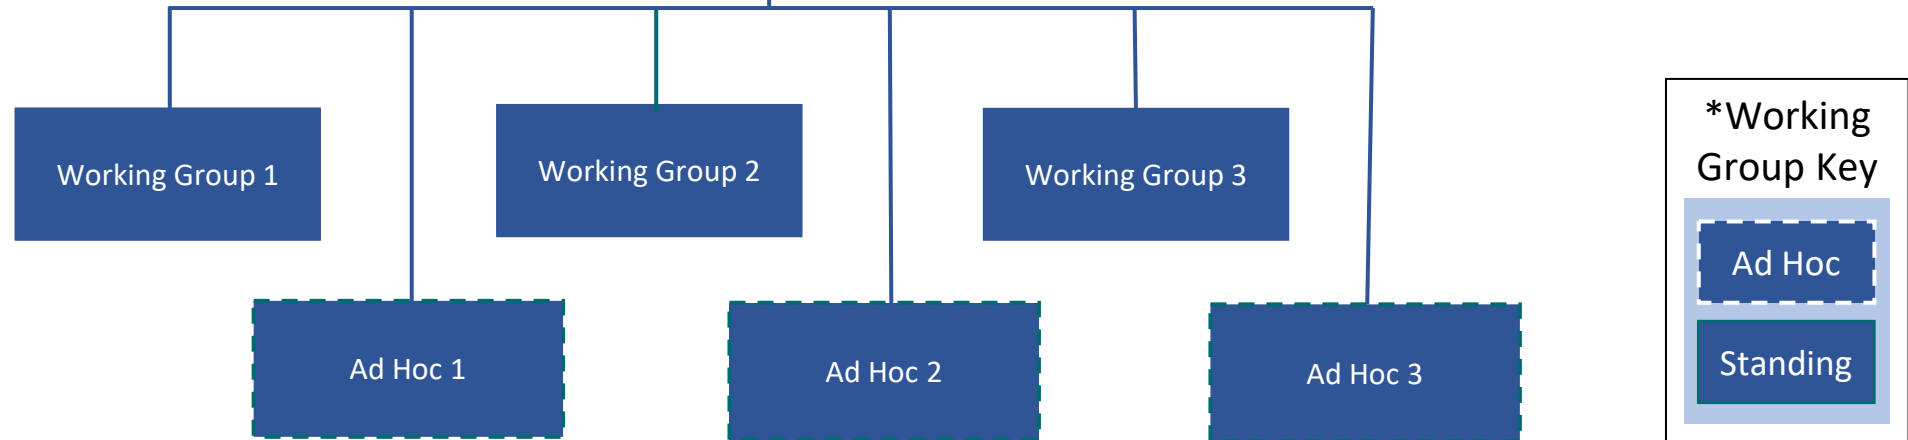 Working Group 1
Working Group 2
Working Group 3
Ad Hoc 1
Ad Hoc 2
Ad Hoc 3
*Working
Group Key
Ad Hoc
Standing